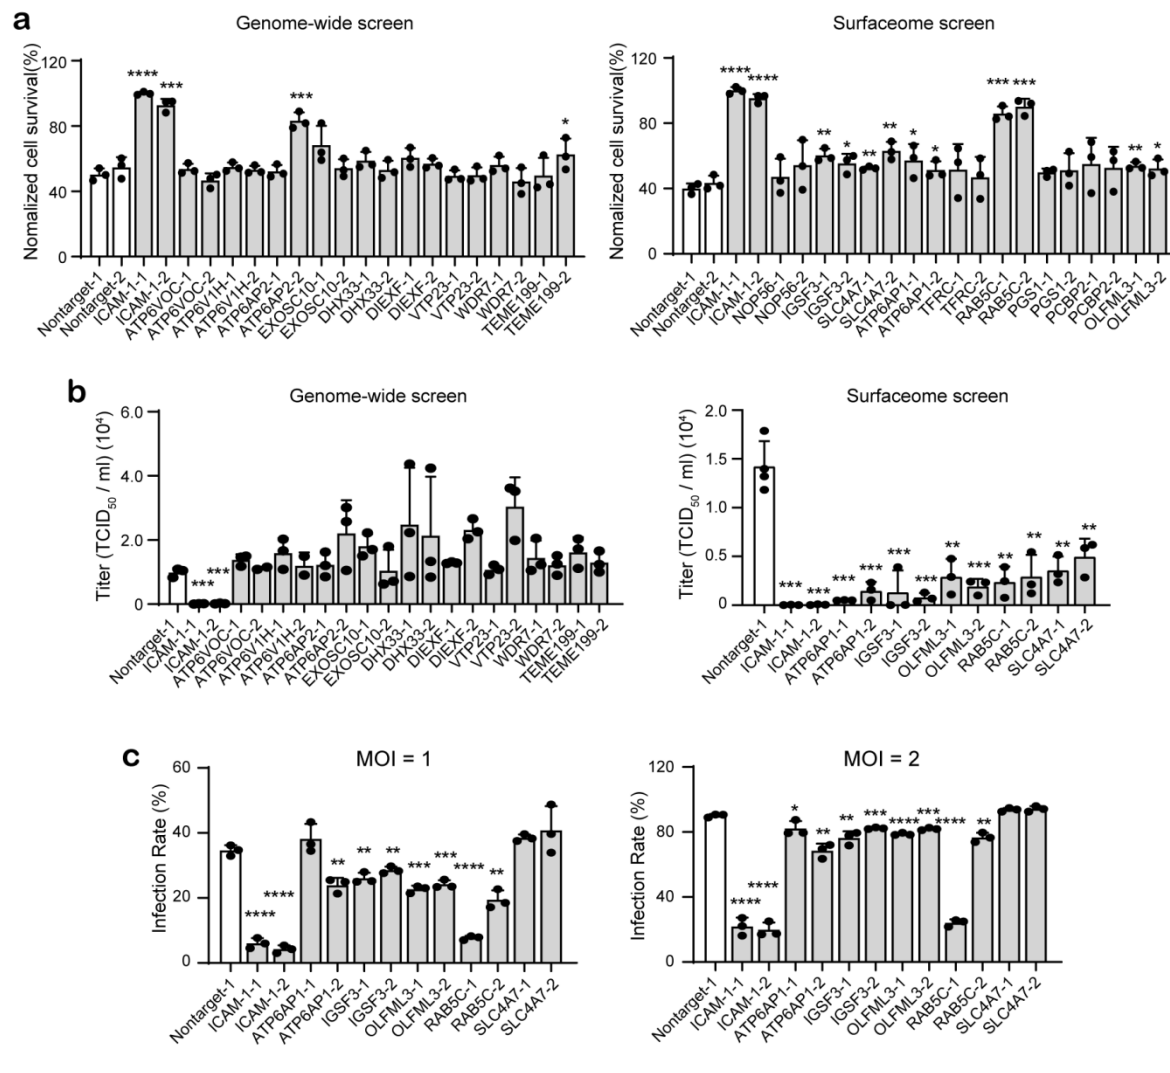 a
Genome-wide screen
Nomalized cell survival(%)
120
80
40
0
****
***
***
*
Nontarget-1
Nontarget-2
ICAM-1-1
ICAM-1-2
ATP6VOC-1
ATP6VOC-2
ATP6V1H-1
ATP6V1H-2
ATP6AP2-1
ATP6AP2-2
EXOSC10-1
EXOSC10-2
DHX33-1
DHX33-2
DIEXF-1
DIEXF-2
VTP23-1
VTP23-2
WDR7-1
WDR7-2
TEME199-1
TEME199-2
Surfaceome screen
Nomalized cell survival(%)
120
80
40
0
****
****
**
*
**
**
*
*
***
***
**
*
Nontarget-1
Nontarget-2
ICAM-1-1
ICAM-1-2
NOP56-1
NOP56-2
IGSF3-1
IGSF3-2
SLC4A7-1
SLC4A7-2
ATP6AP1-1
ATP6AP1-2
TFRC-1
TFRC-2
RAB5C-1
RAB5C-2
PGS1-1
PGS1-2
PCBP2-1
PCBP2-2
OLFML3-1
OLFML3-2
b
Genome-wide screen
Titer (TCID50 / ml) (10⁴)
6.0
4.0
2.0
0
***
***
Nontarget-1
ICAM-1-1
ICAM-1-2
ATP6VOC-1
ATP6VOC-2
ATP6V1H-1
ATP6V1H-2
ATP6AP2-1
ATP6AP2-2
EXOSC10-1
EXOSC10-2
DHX33-1
DHX33-2
DIEXF-1
DIEXF-2
VTP23-1
VTP23-2
WDR7-1
WDR7-2
TEME199-1
TEME199-2
Surfaceome screen
Titer (TCID50 / ml) (10⁴)
2.0
1.5
1.0
0.5
0
***
***
***
***
***
***
**
***
**
**
**
**
Nontarget-1
ICAM-1-1
ICAM-1-2
ATP6AP1-1
ATP6AP1-2
IGSF3-1
IGSF3-2
OLFML3-1
OLFML3-2
RAB5C-1
RAB5C-2
SLC4A7-1
SLC4A7-2
c
MOI = 1
Infection Rate (%)
60
40
20
0
****
****
**
**
**
***
***
****
**
Nontarget-1
ICAM-1-1
ICAM-1-2
ATP6AP1-1
ATP6AP1-2
IGSF3-1
IGSF3-2
OLFML3-1
OLFML3-2
RAB5C-1
RAB5C-2
SLC4A7-1
SLC4A7-2
MOI = 2
Infection Rate (%)
120
80
40
0
****
****
*
**
**
***
****
***
****
**
Nontarget-1
ICAM-1-1
ICAM-1-2
ATP6AP1-1
ATP6AP1-2
IGSF3-1
IGSF3-2
OLFML3-1
OLFML3-2
RAB5C-1
RAB5C-2
SLC4A7-1
SLC4A7-2